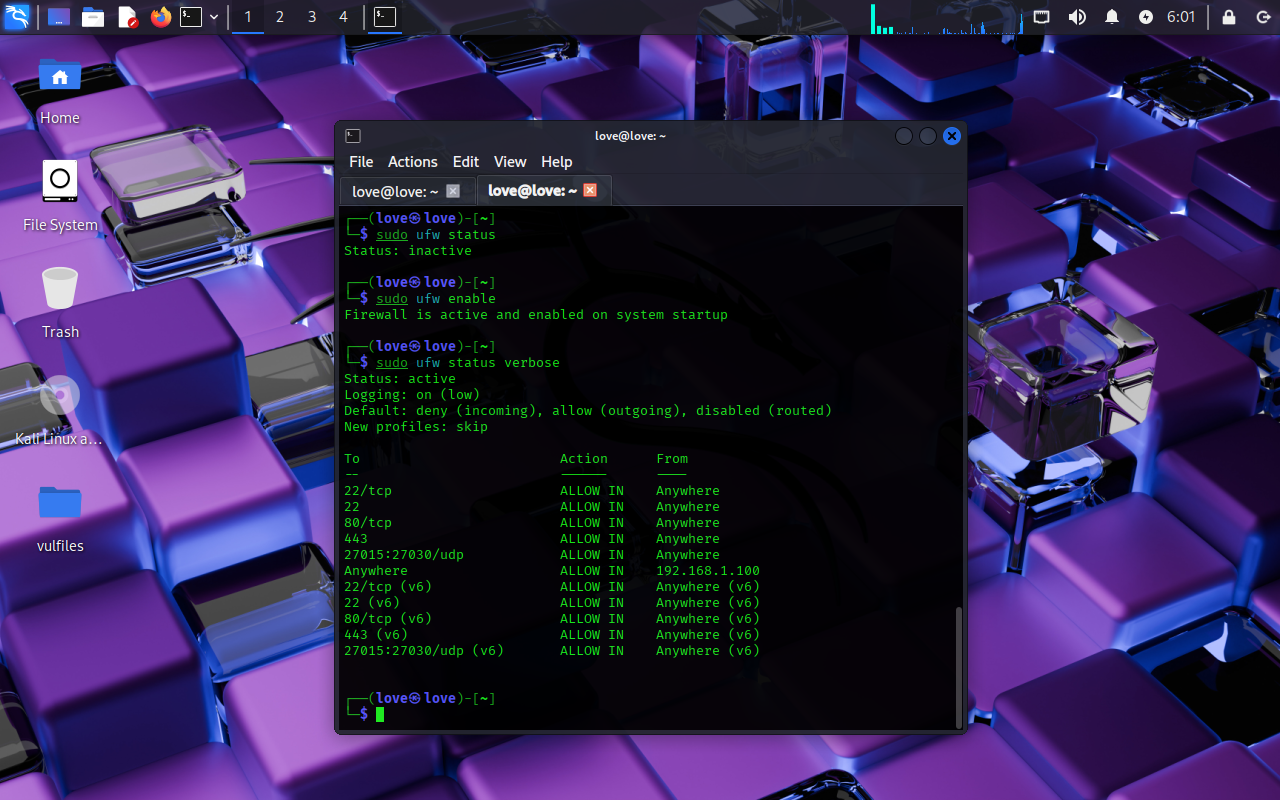 1 2 3 4 6:01
Home
File System
Trash
Kali Linux a...
vulfiles
love@love: ~
File Actions Edit View Help
love@love: ~ love@love: ~
┌──(love㉿love)-[~]
└─$ sudo ufw status
Status: inactive
┌──(love㉿love)-[~]
└─$ sudo ufw enable
Firewall is active and enabled on system startup
┌──(love㉿love)-[~]
└─$ sudo ufw status verbose
Status: active
Logging: on (low)
Default: deny (incoming), allow (outgoing), disabled (routed)
New profiles: skip
To                         Action      From
--                         ------      ----
22/tcp                     ALLOW IN    Anywhere
22                         ALLOW IN    Anywhere
80/tcp                     ALLOW IN    Anywhere
443                        ALLOW IN    Anywhere
27015:27030/udp            ALLOW IN    Anywhere
Anywhere                   ALLOW IN    192.168.1.100
22/tcp (v6)                ALLOW IN    Anywhere (v6)
22 (v6)                    ALLOW IN    Anywhere (v6)
80/tcp (v6)                ALLOW IN    Anywhere (v6)
443 (v6)                   ALLOW IN    Anywhere (v6)
27015:27030/udp (v6)       ALLOW IN    Anywhere (v6)
┌──(love㉿love)-[~]
└─$